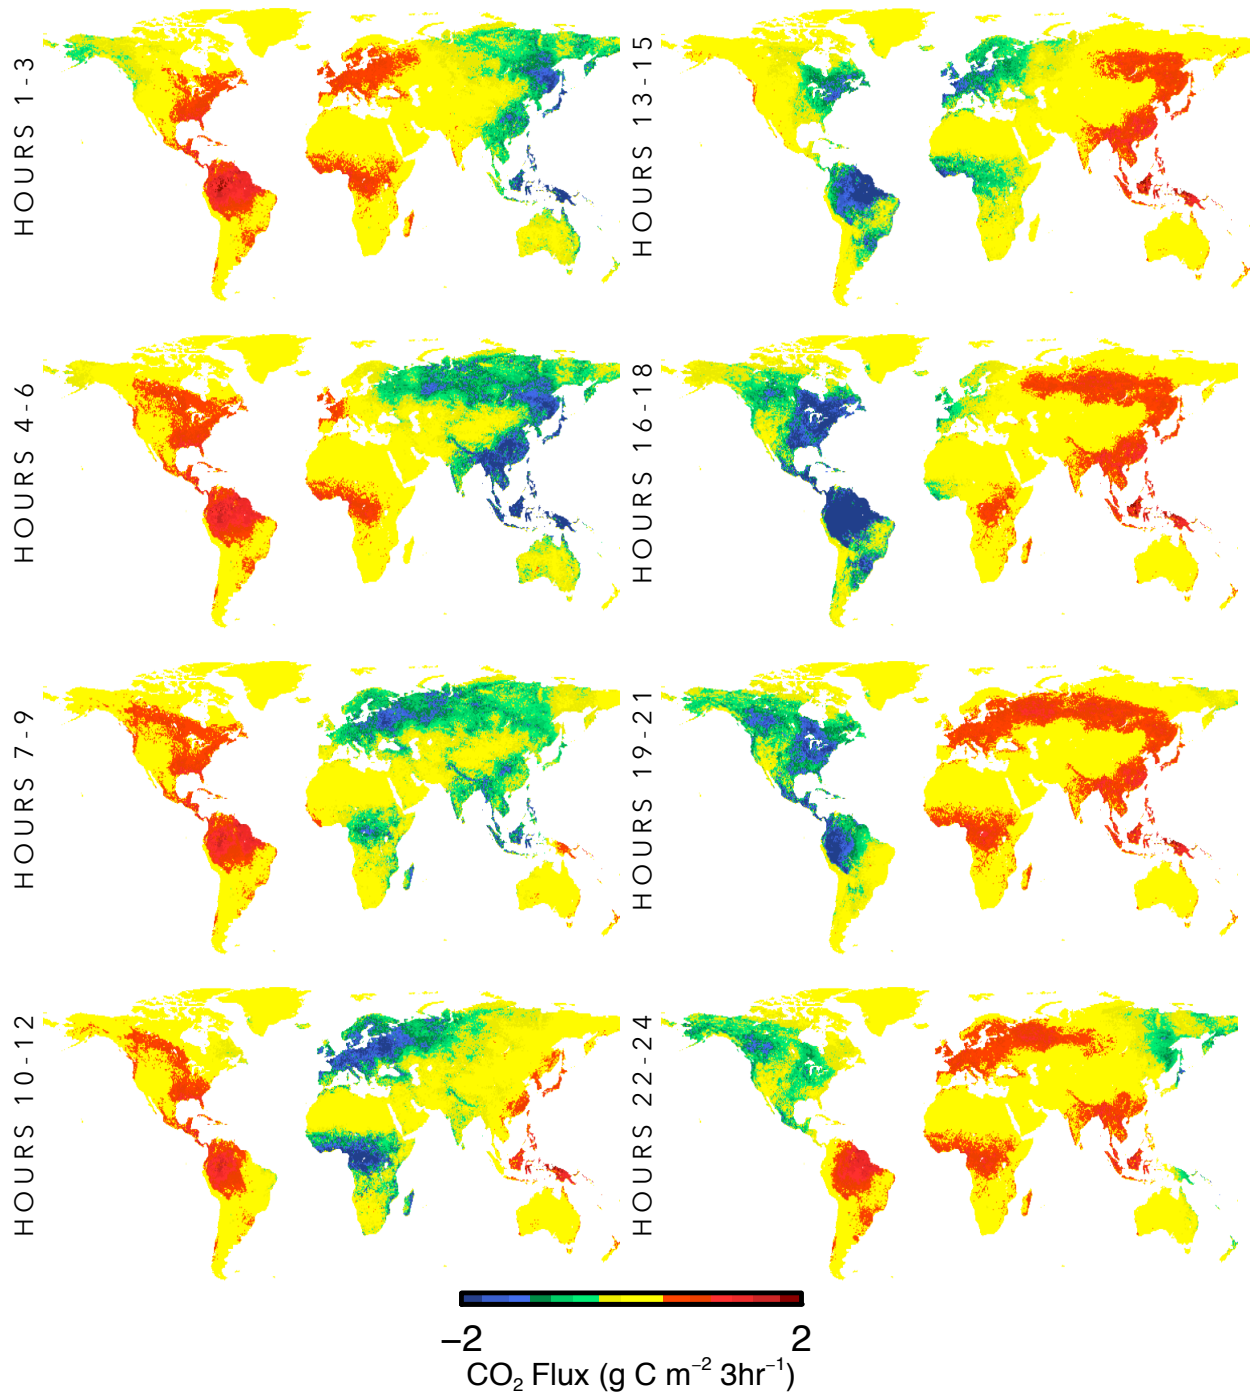 HOURS 1-3
HOURS 13-15
HOURS 4-6
HOURS 16-18
HOURS 7-9
HOURS 19-21
HOURS 10-12
HOURS 22-24
−2 2
CO₂ Flux (g C m⁻² 3hr⁻¹)